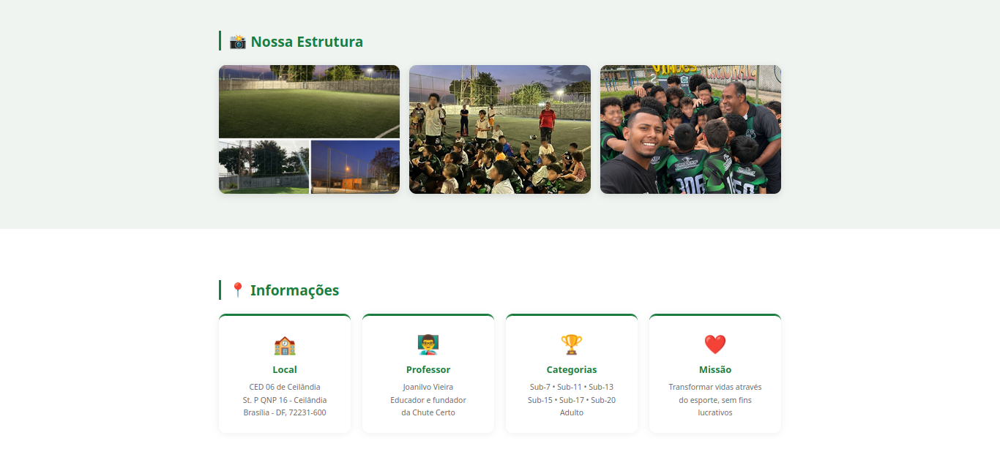 Nossa Estrutura
306
Informações
Local
CED 06 de Ceilândia
St. P QNP 16 - Ceilândia
Brasília - DF, 72231-600
Professor
Joanilvo Vieira
Educador e fundador
da Chute Certo
Categorias
Sub-7 • Sub-11 • Sub-13
Sub-15 • Sub-17 • Sub-20
Adulto
Missão
Transformar vidas através
do esporte, sem fins
lucrativos